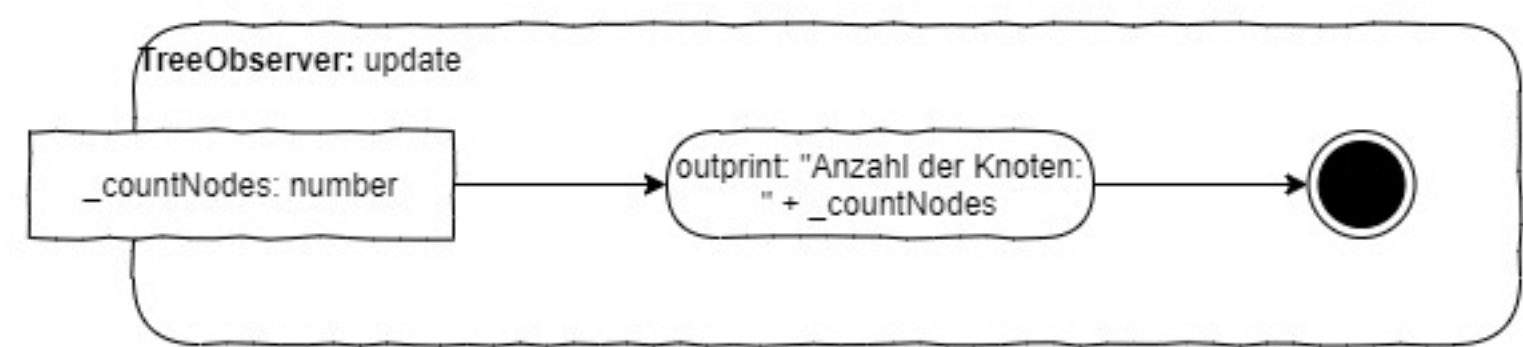 TreeObserver: update
_countNodes: number
outprint: "Anzahl der Knoten:
" + _countNodes